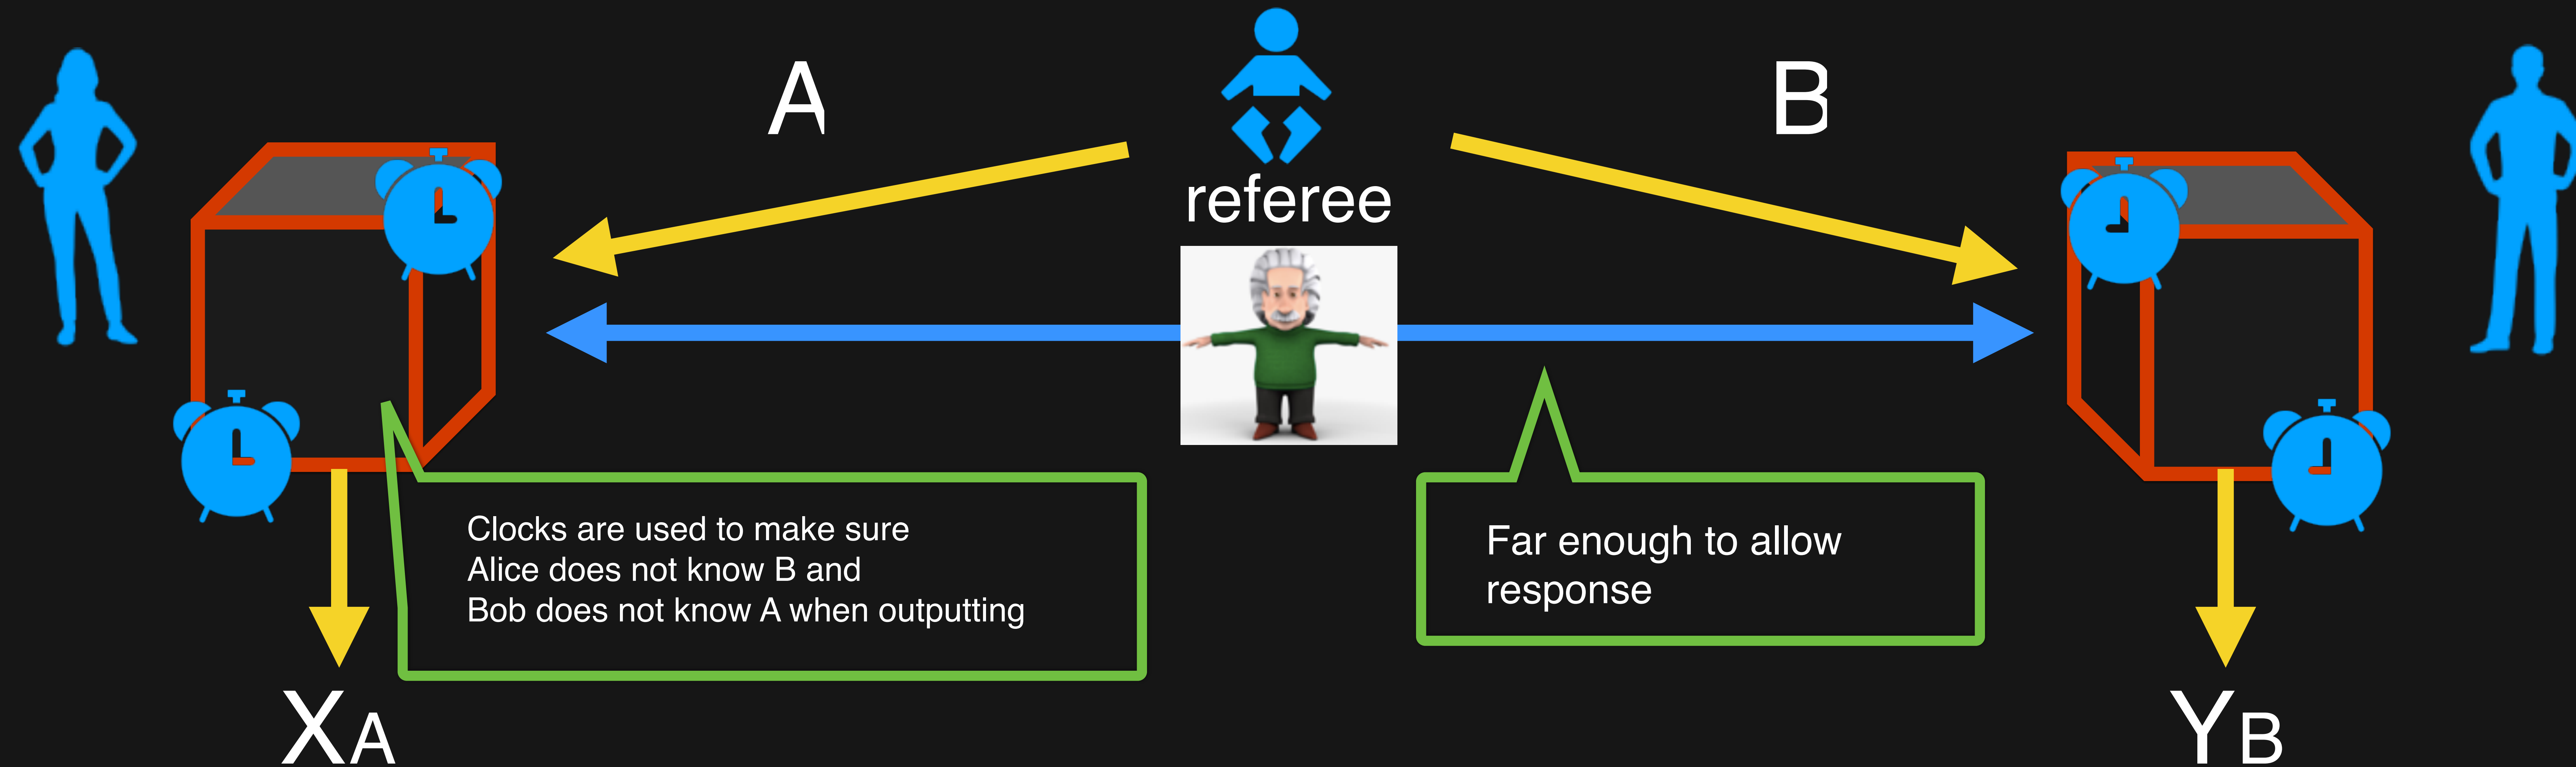 A
B
referee
Clocks are used to make sure
Alice does not know B and
Bob does not know A when outputting
Far enough to allow
response
XA
YB